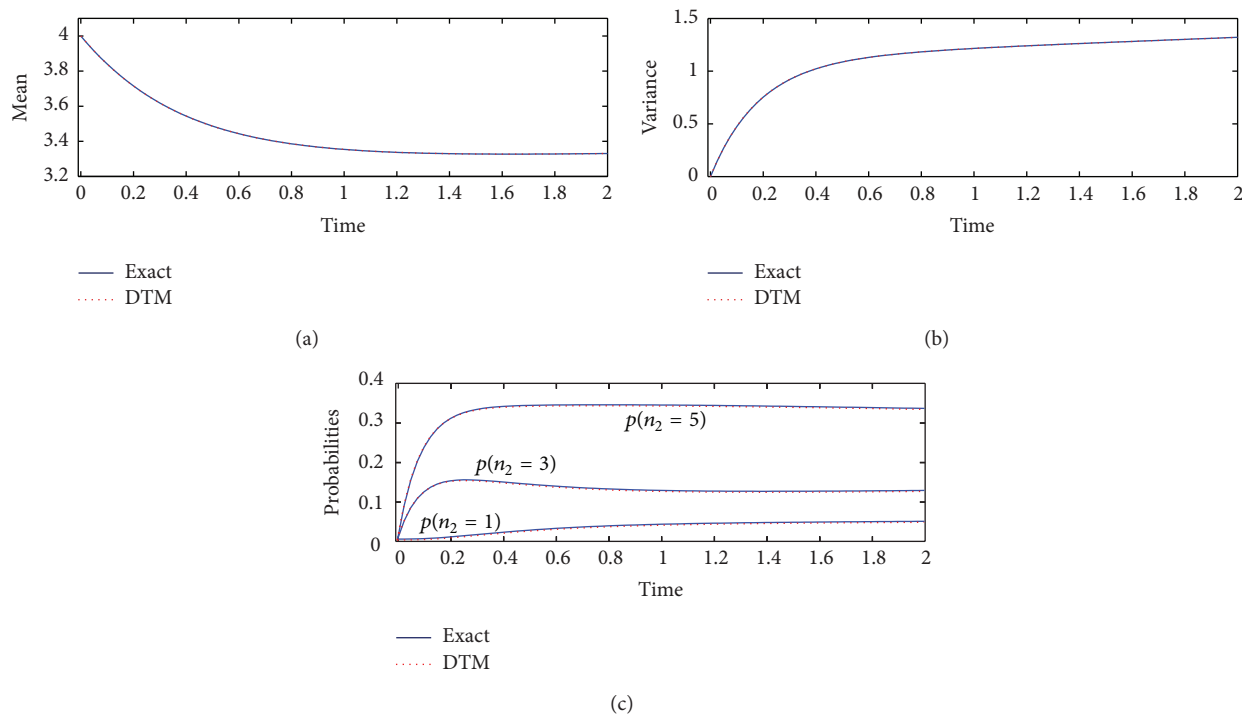 4
3.8
3.6
3.4
3.2
Mean
0 0.2 0.4 0.6 0.8 1 1.2 1.4 1.6 1.8 2
Time
Exact
DTM
(a)
1.5
1
0.5
0
Variance
0 0.2 0.4 0.6 0.8 1 1.2 1.4 1.6 1.8 2
Time
Exact
DTM
(b)
0.4
0.3
0.2
0.1
0
Probabilities
p(n₂ = 5)
p(n₂ = 3)
p(n₂ = 1)
0 0.2 0.4 0.6 0.8 1 1.2 1.4 1.6 1.8 2
Time
Exact
DTM
(c)